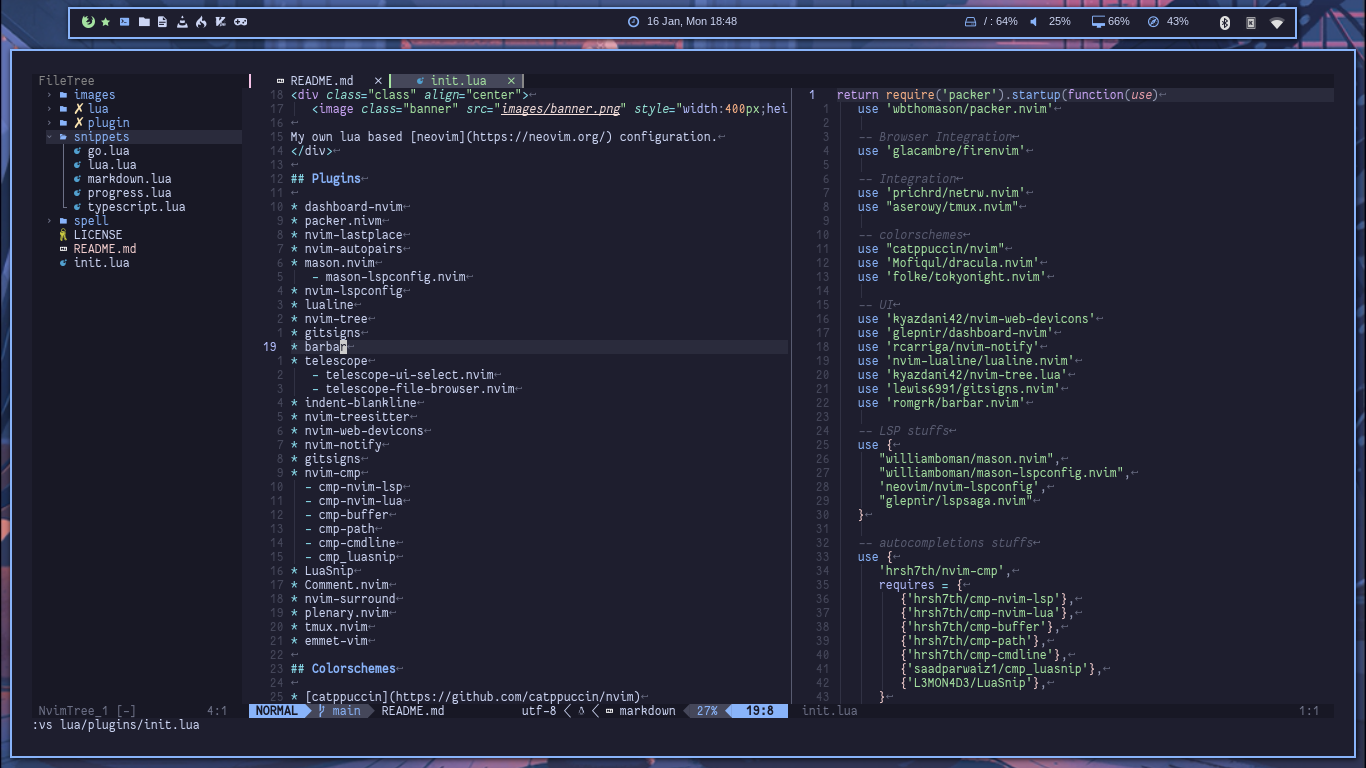 16 Jan, Mon 18:48
/ : 64%
25%
66%
43%
FileTree
images
✗ lua
✗ plugin
snippets
go.lua
lua.lua
markdown.lua
progress.lua
typescript.lua
spell
LICENSE
README.md
init.lua
README.md ×
init.lua ×
18 <div class="class" align="center">↩
17    <image class="banner" src="images/banner.png" style="width:400px;hei
16 ↩
15 My own lua based [neovim](https://neovim.org/) configuration.↩
14 </div>↩
13 ↩
12 ## Plugins↩
11 ↩
10 * dashboard-nvim↩
9 * packer.nivm↩
8 * nvim-lastplace↩
7 * nvim-autopairs↩
6 * mason.nvim↩
5    - mason-lspconfig.nvim↩
4 * nvim-lspconfig↩
3 * lualine↩
2 * nvim-tree↩
1 * gitsigns↩
19 * barbar↩
1 * telescope↩
2    - telescope-ui-select.nvim↩
3    - telescope-file-browser.nvim↩
4 * indent-blankline↩
5 * nvim-treesitter↩
6 * nvim-web-devicons↩
7 * nvim-notify↩
8 * gitsigns↩
9 * nvim-cmp↩
10   - cmp-nvim-lsp↩
11   - cmp-nvim-lua↩
12   - cmp-buffer↩
13   - cmp-path↩
14   - cmp-cmdline↩
15   - cmp_luasnip↩
16 * LuaSnip↩
17 * Comment.nvim↩
18 * nvim-surround↩
19 * plenary.nvim↩
20 * tmux.nvim↩
21 * emmet-vim↩
22 ↩
23 ## Colorschemes↩
24 ↩
25 * [catppuccin](https://github.com/catppuccin/nvim)↩
1 return require('packer').startup(function(use)↩
1    use 'wbthomason/packer.nvim'↩
2 ↩
3    -- Browser Integration↩
4    use 'glacambre/firenvim'↩
5 ↩
6    -- Integration↩
7    use 'prichrd/netrw.nvim'↩
8    use "aserowy/tmux.nvim"↩
9 ↩
10    -- colorschemes↩
11    use "catppuccin/nvim"↩
12    use 'Mofiqul/dracula.nvim'↩
13    use 'folke/tokyonight.nvim'↩
14 ↩
15    -- UI↩
16    use 'kyazdani42/nvim-web-devicons'↩
17    use 'glepnir/dashboard-nvim'↩
18    use 'rcarriga/nvim-notify'↩
19    use 'nvim-lualine/lualine.nvim'↩
20    use 'kyazdani42/nvim-tree.lua'↩
21    use 'lewis6991/gitsigns.nvim'↩
22    use 'romgrk/barbar.nvim'↩
23 ↩
24    -- LSP stuffs↩
25    use {↩
26       "williamboman/mason.nvim",↩
27       "williamboman/mason-lspconfig.nvim",↩
28       'neovim/nvim-lspconfig',↩
29       "glepnir/lspsaga.nvim"↩
30    }↩
31 ↩
32    -- autocompletions stuffs↩
33    use {↩
34       'hrsh7th/nvim-cmp',↩
35       requires = {↩
36          {'hrsh7th/cmp-nvim-lsp'},↩
37          {'hrsh7th/cmp-nvim-lua'},↩
38          {'hrsh7th/cmp-buffer'},↩
39          {'hrsh7th/cmp-path'},↩
40          {'hrsh7th/cmp-cmdline'},↩
41          {'saadparwaiz1/cmp_luasnip'},↩
42          {'L3MON4D3/LuaSnip'},↩
43       }↩
NvimTree_1 [-] 4:1
NORMAL main README.md utf-8 markdown 27% 19:8
init.lua 1:1
:vs lua/plugins/init.lua